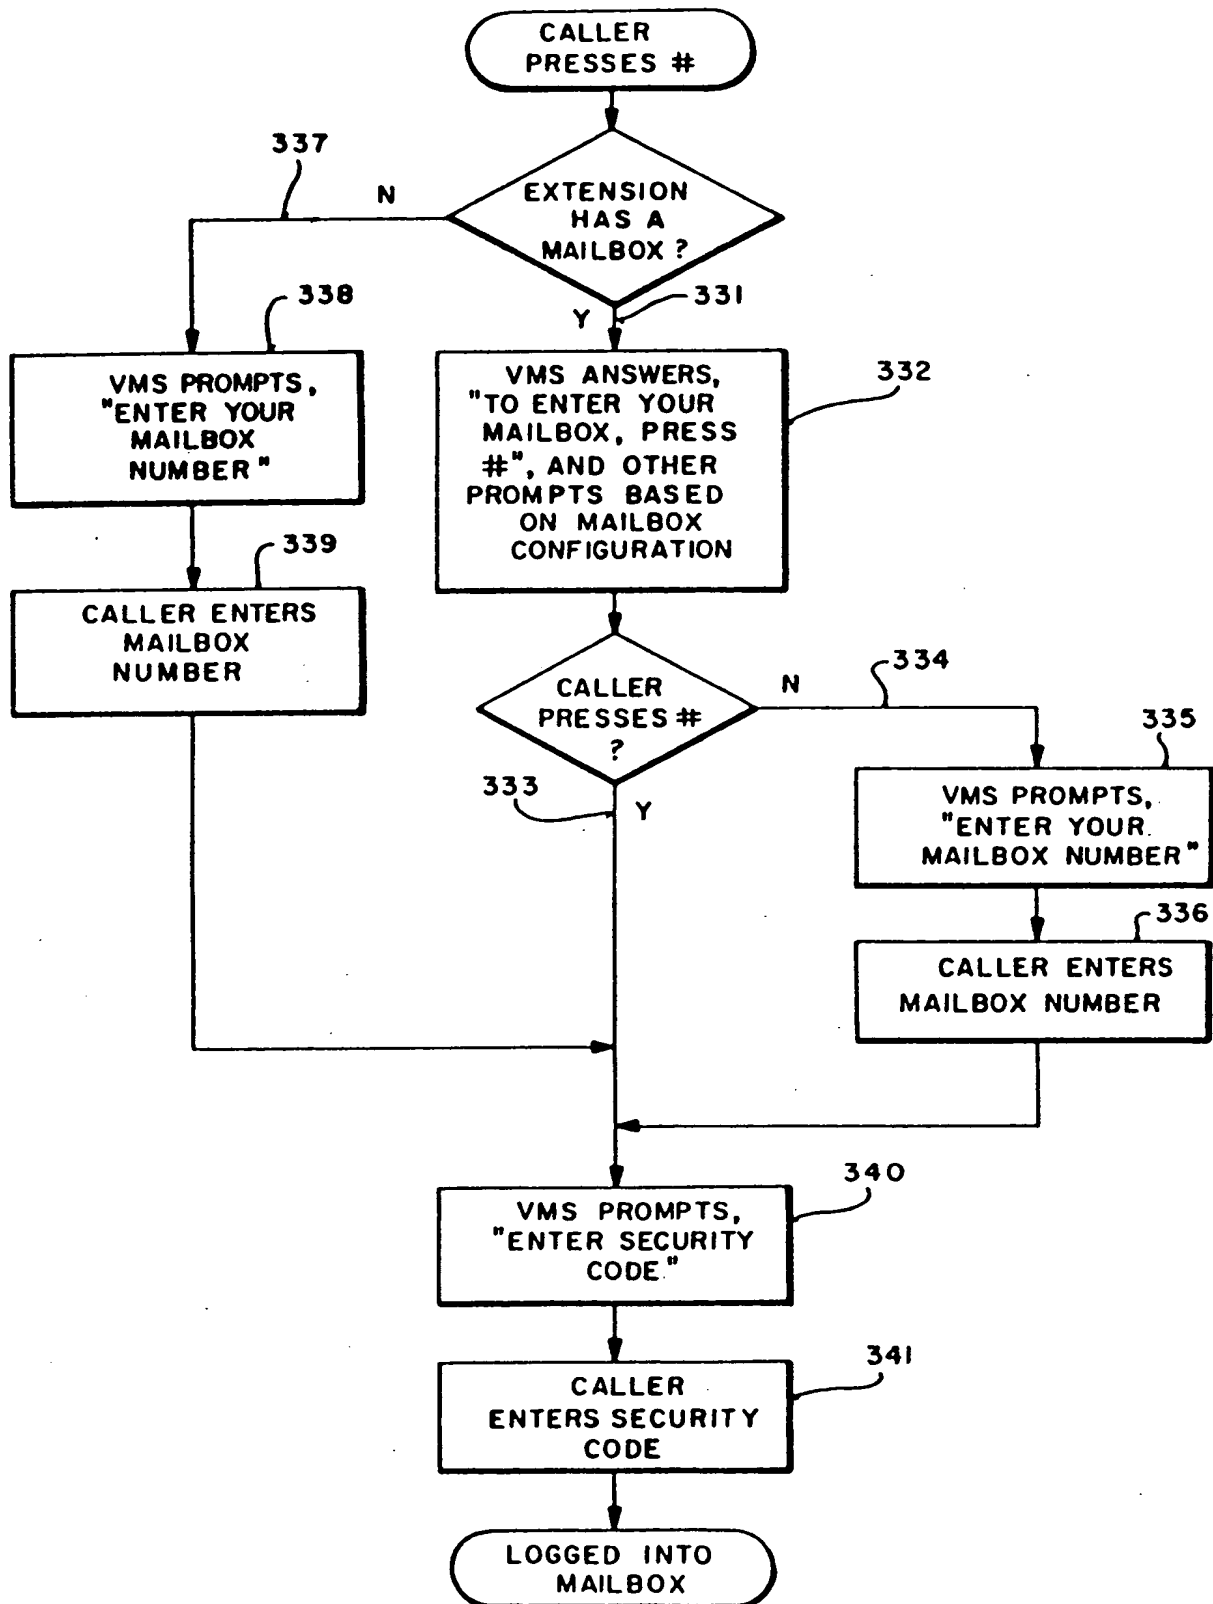 CALLER
PRESSES #
337
N
EXTENSION
HAS A
MAILBOX ?
338
331
Y
VMS PROMPTS,
"ENTER YOUR
MAILBOX
NUMBER"
VMS ANSWERS,
"TO ENTER YOUR
MAILBOX, PRESS
#", AND OTHER
PROMPTS BASED
ON MAILBOX
CONFIGURATION
332
339
CALLER ENTERS
MAILBOX
NUMBER
CALLER
PRESSES #
?
N
334
335
333
Y
VMS PROMPTS,
"ENTER YOUR
MAILBOX NUMBER"
336
CALLER ENTERS
MAILBOX NUMBER
340
VMS PROMPTS,
"ENTER SECURITY
CODE"
341
CALLER
ENTERS SECURITY
CODE
LOGGED INTO
MAILBOX